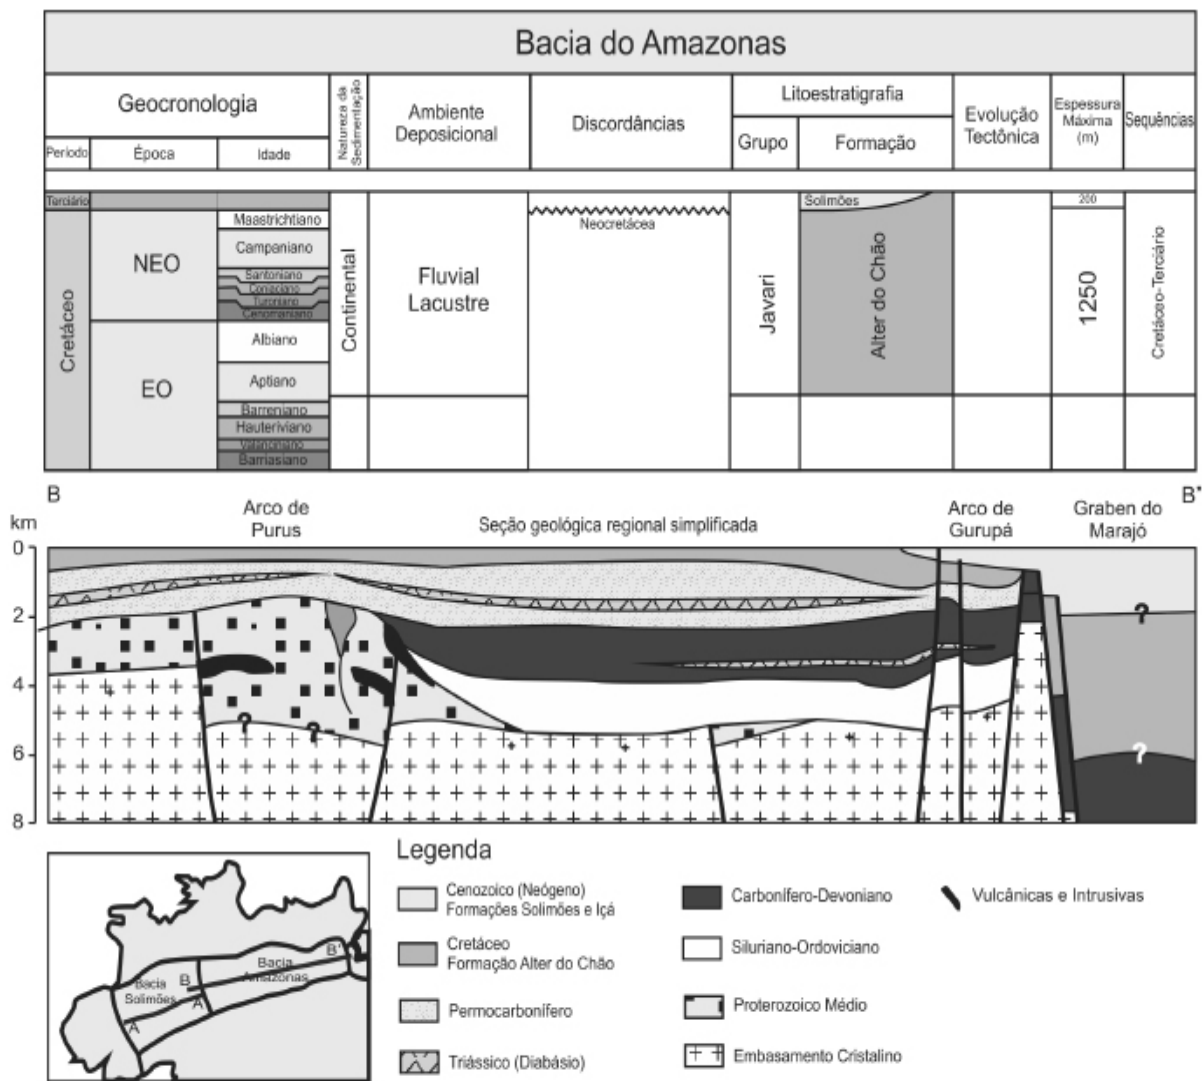 Bacia do Amazonas
Geocronologia
Natureza da
Sedimentação
Ambiente
Deposicional
Discordâncias
Litoestratigrafia
Evolução
Tectônica
Espessura
Máxima
(m)
Sequências
Período
Época
Idade
Grupo
Formação
Terciário
Cretáceo
NEO
EO
Maastrichtiano
Campaniano
Santoniano
Coniaciano
Turoniano
Cenomaniano
Albiano
Aptiano
Barreniano
Hauteriviano
Barriasiano
Continental
Fluvial
Lacustre
Neocretácea
Javari
Solimões
Alter do Chão
200
1250
Cretáceo-Terciário
B
B'
km
Arco de
Purus
Seção geológica regional simplificada
Arco de
Gurupá
Graben do
Marajó
0
2
4
6
8
?
?
?
?
Bacia
Solimões
B
A'
A
Bacia
Amazonas
B'
Legenda
Cenozoico (Neógeno)
Formações Solimões e Içá
Cretáceo
Formação Alter do Chão
Permocarbonífero
Triássico (Diabásio)
Carbonífero-Devoniano
Siluriano-Ordoviciano
Proterozoico Médio
Embasamento Cristalino
Vulcânicas e Intrusivas